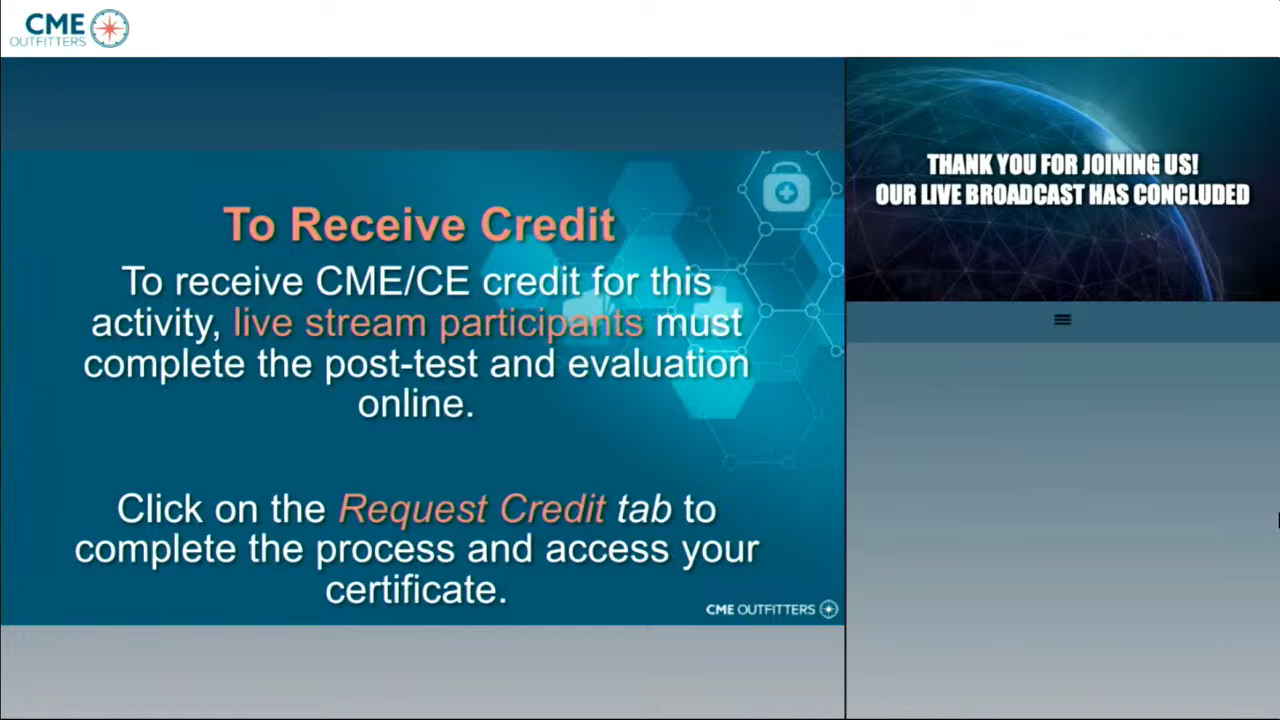 CME
OUTFITTERS
To Receive Credit
To receive CME/CE credit for this
activity, live stream participants must
complete the post-test and evaluation
online.
Click on the Request Credit tab to
complete the process and access your
certificate.
CME OUTFITTERS
THANK YOU FOR JOINING US!
OUR LIVE BROADCAST HAS CONCLUDED